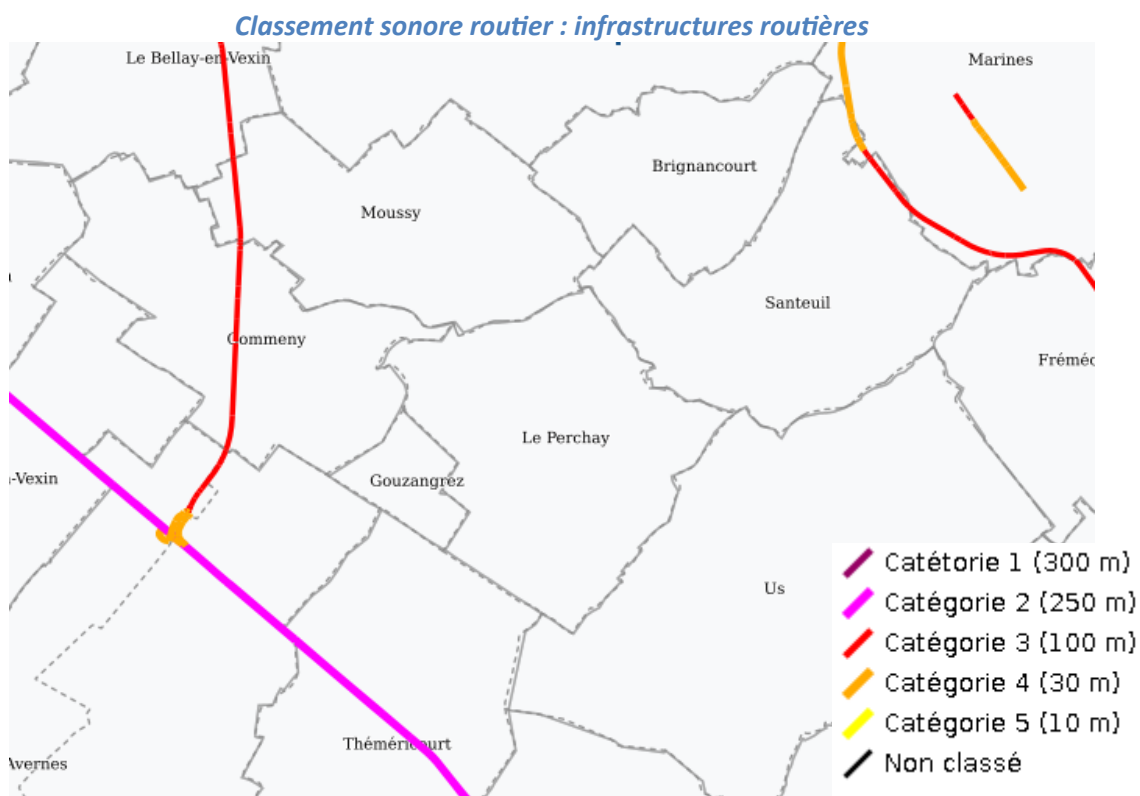 Classement sonore routier : infrastructures routières
Le Bellay-en-Vexin
Marines
Brignancourt
Moussy
Santeuil
Commeny
Frémé
Le Perchay
-Vexin
Gouzangrez
Us
Théméricourt
Avernes
Catétorie 1 (300 m)
Catégorie 2 (250 m)
Catégorie 3 (100 m)
Catégorie 4 (30 m)
Catégorie 5 (10 m)
Non classé